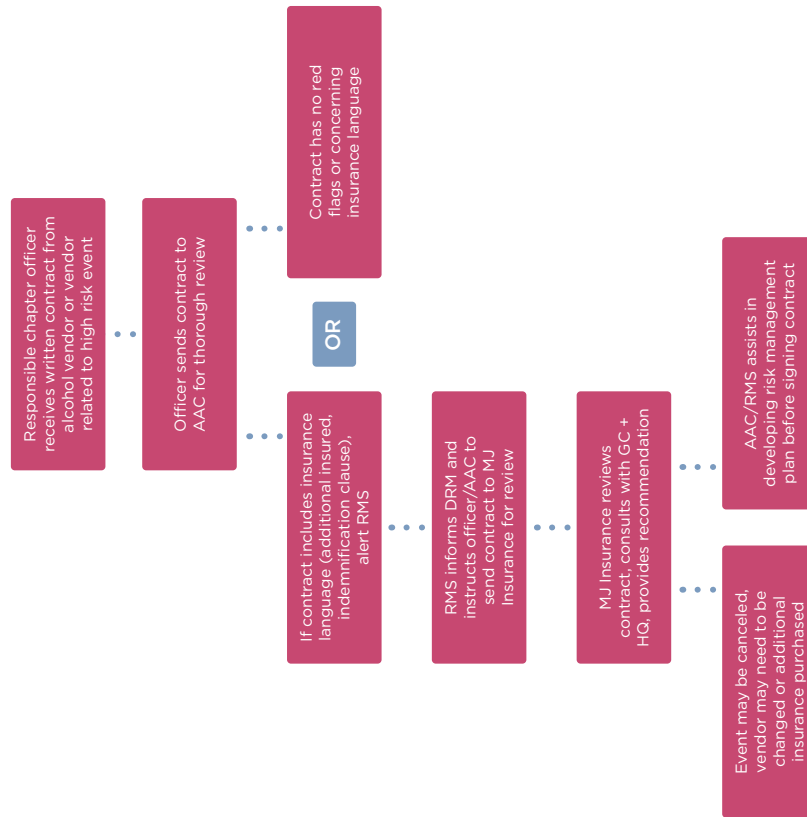 Responsible chapter officer
receives written contract from
alcohol vendor or vendor
related to high risk event
Officer sends contract to
AAC for thorough review
If contract includes insurance
language (additional insured,
indemnification clause),
alert RMS
OR
Contract has no red
flags or concerning
insurance language
RMS informs DRM and
instructs officer/AAC to
send contract to MJ
Insurance for review
MJ Insurance reviews
contract, consults with GC +
HQ, provides recommendation
Event may be canceled,
vendor may need to be
changed or additional
insurance purchased
AAC/RMS assists in
developing risk management
plan before signing contract